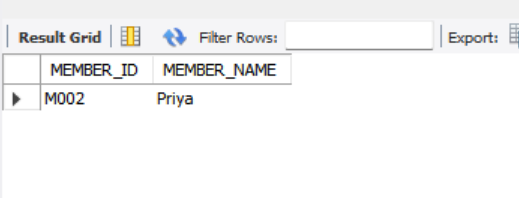 Result Grid Filter Rows: Export:
MEMBER_ID MEMBER_NAME
M002 Priya